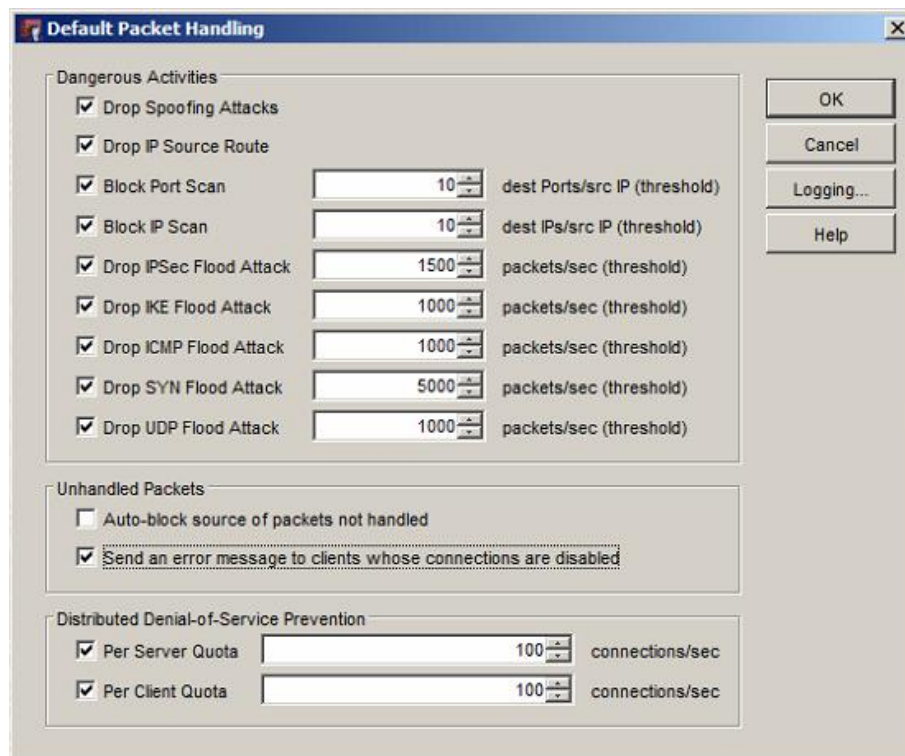 Default Packet Handling
Dangerous Activities
Drop Spoofing Attacks
OK
Drop IP Source Route
Cancel
Block Port Scan 10 dest Ports/src IP (threshold)
Logging...
Block IP Scan 10 dest IPs/src IP (threshold)
Help
Drop IPSec Flood Attack 1500 packets/sec (threshold)
Drop IKE Flood Attack 1000 packets/sec (threshold)
Drop ICMP Flood Attack 1000 packets/sec (threshold)
Drop SYN Flood Attack 5000 packets/sec (threshold)
Drop UDP Flood Attack 1000 packets/sec (threshold)
Unhandled Packets
Auto-block source of packets not handled
Send an error message to clients whose connections are disabled
Distributed Denial-of-Service Prevention
Per Server Quota 100 connections/sec
Per Client Quota 100 connections/sec